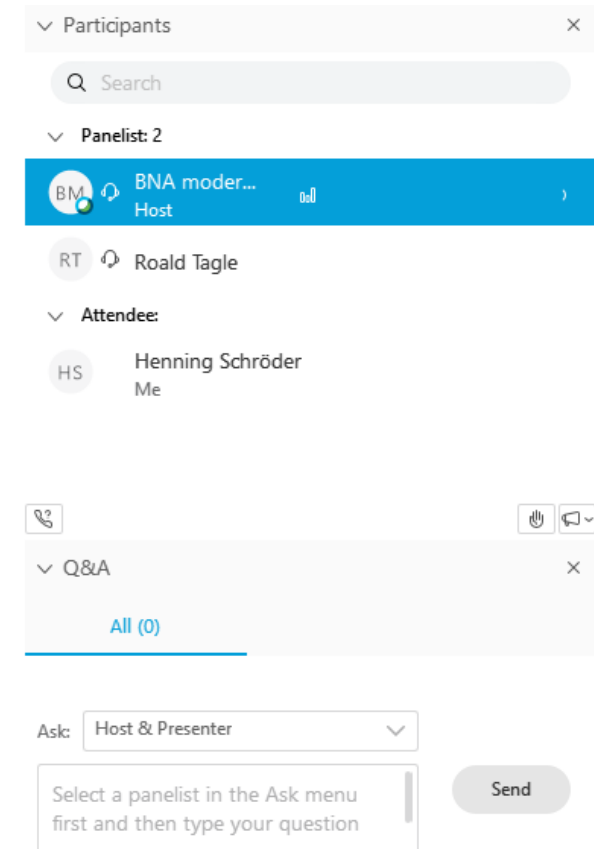 Participants
Search
Panelist: 2
BM
BNA moder...
Host
RT
Roald Tagle
Attendee:
HS
Henning Schröder
Me
Q&A
All (0)
Ask:
Host & Presenter
Select a panelist in the Ask menu
first and then type your question
Send